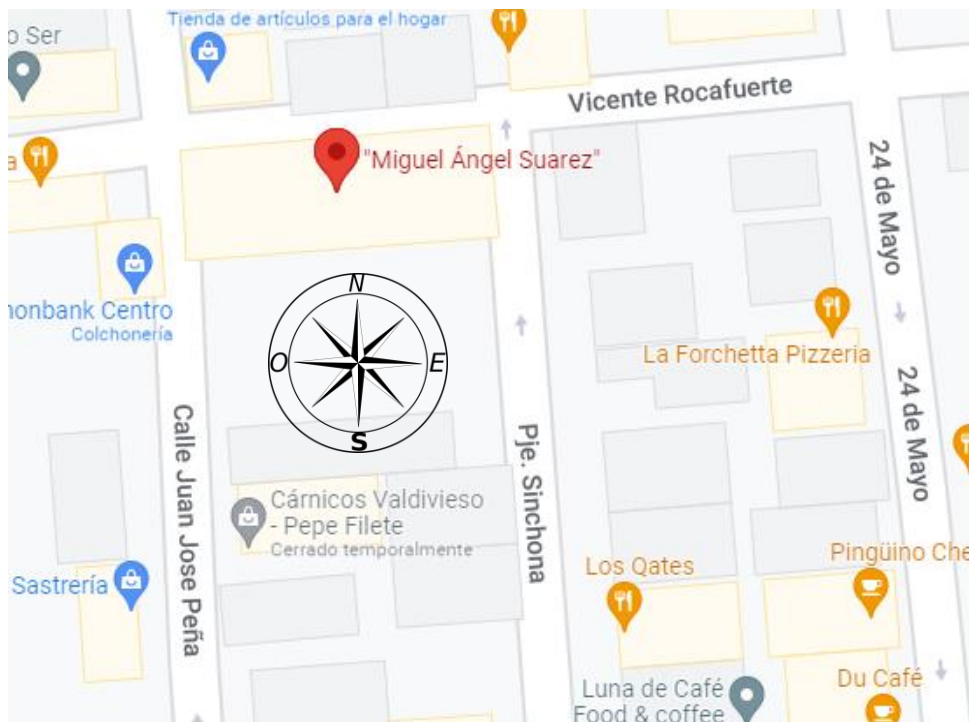 Tienda de artículos para el hogar
o Ser
Vicente Rocafuerte
a
"Miguel Ángel Suarez"
24 de Mayo
N
O
E
S
nonbank Centro
Colchonería
La Forchetta Pizzeria
24 de Mayo
Calle Juan Jose Peña
Pje. Sinchona
Cárnicos Valdivieso
- Pepe Filete
Cerrado temporalmente
Sastrería
Los Qates
Pingüino Che
Luna de Café
Food & coffee
Du Café